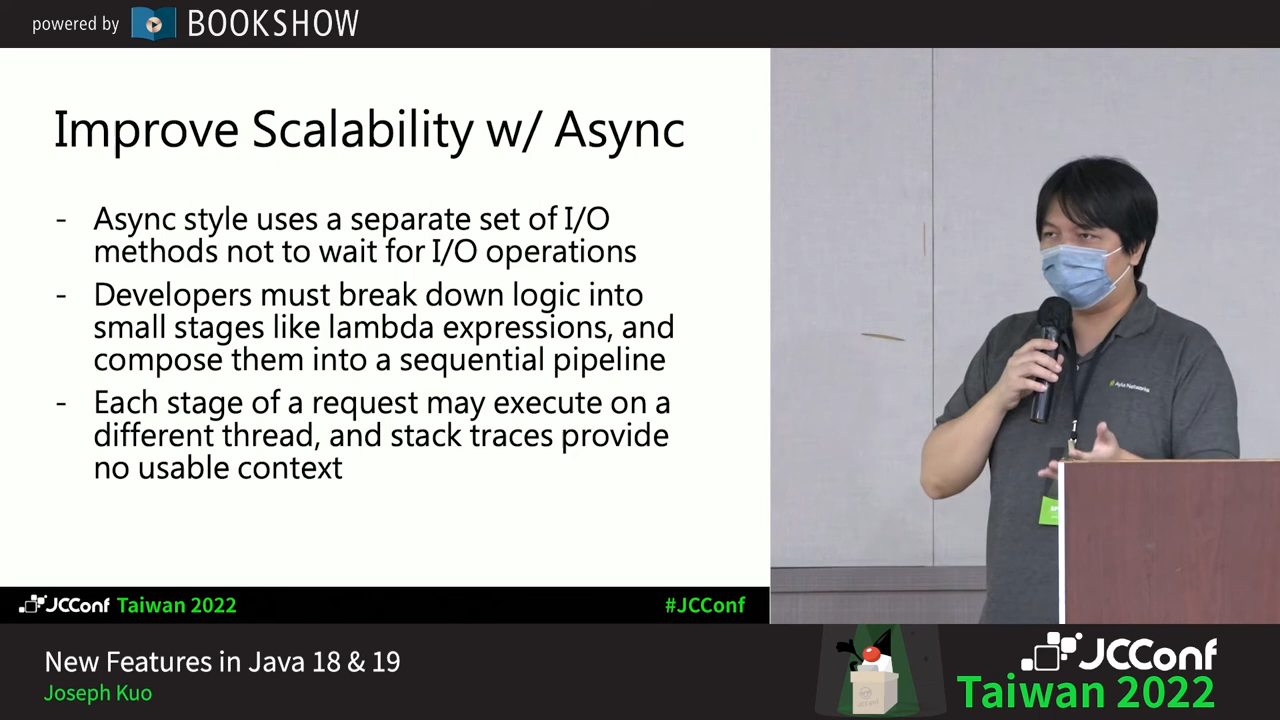 powered by BOOKSHOW
Improve Scalability w/ Async
- Async style uses a separate set of I/O
methods not to wait for I/O operations
- Developers must break down logic into
small stages like lambda expressions, and
compose them into a sequential pipeline
- Each stage of a request may execute on a
different thread, and stack traces provide
no usable context
Ayla Networks
JCConf Taiwan 2022
#JCConf
New Features in Java 18 & 19
Joseph Kuo
JCConf
Taiwan 2022